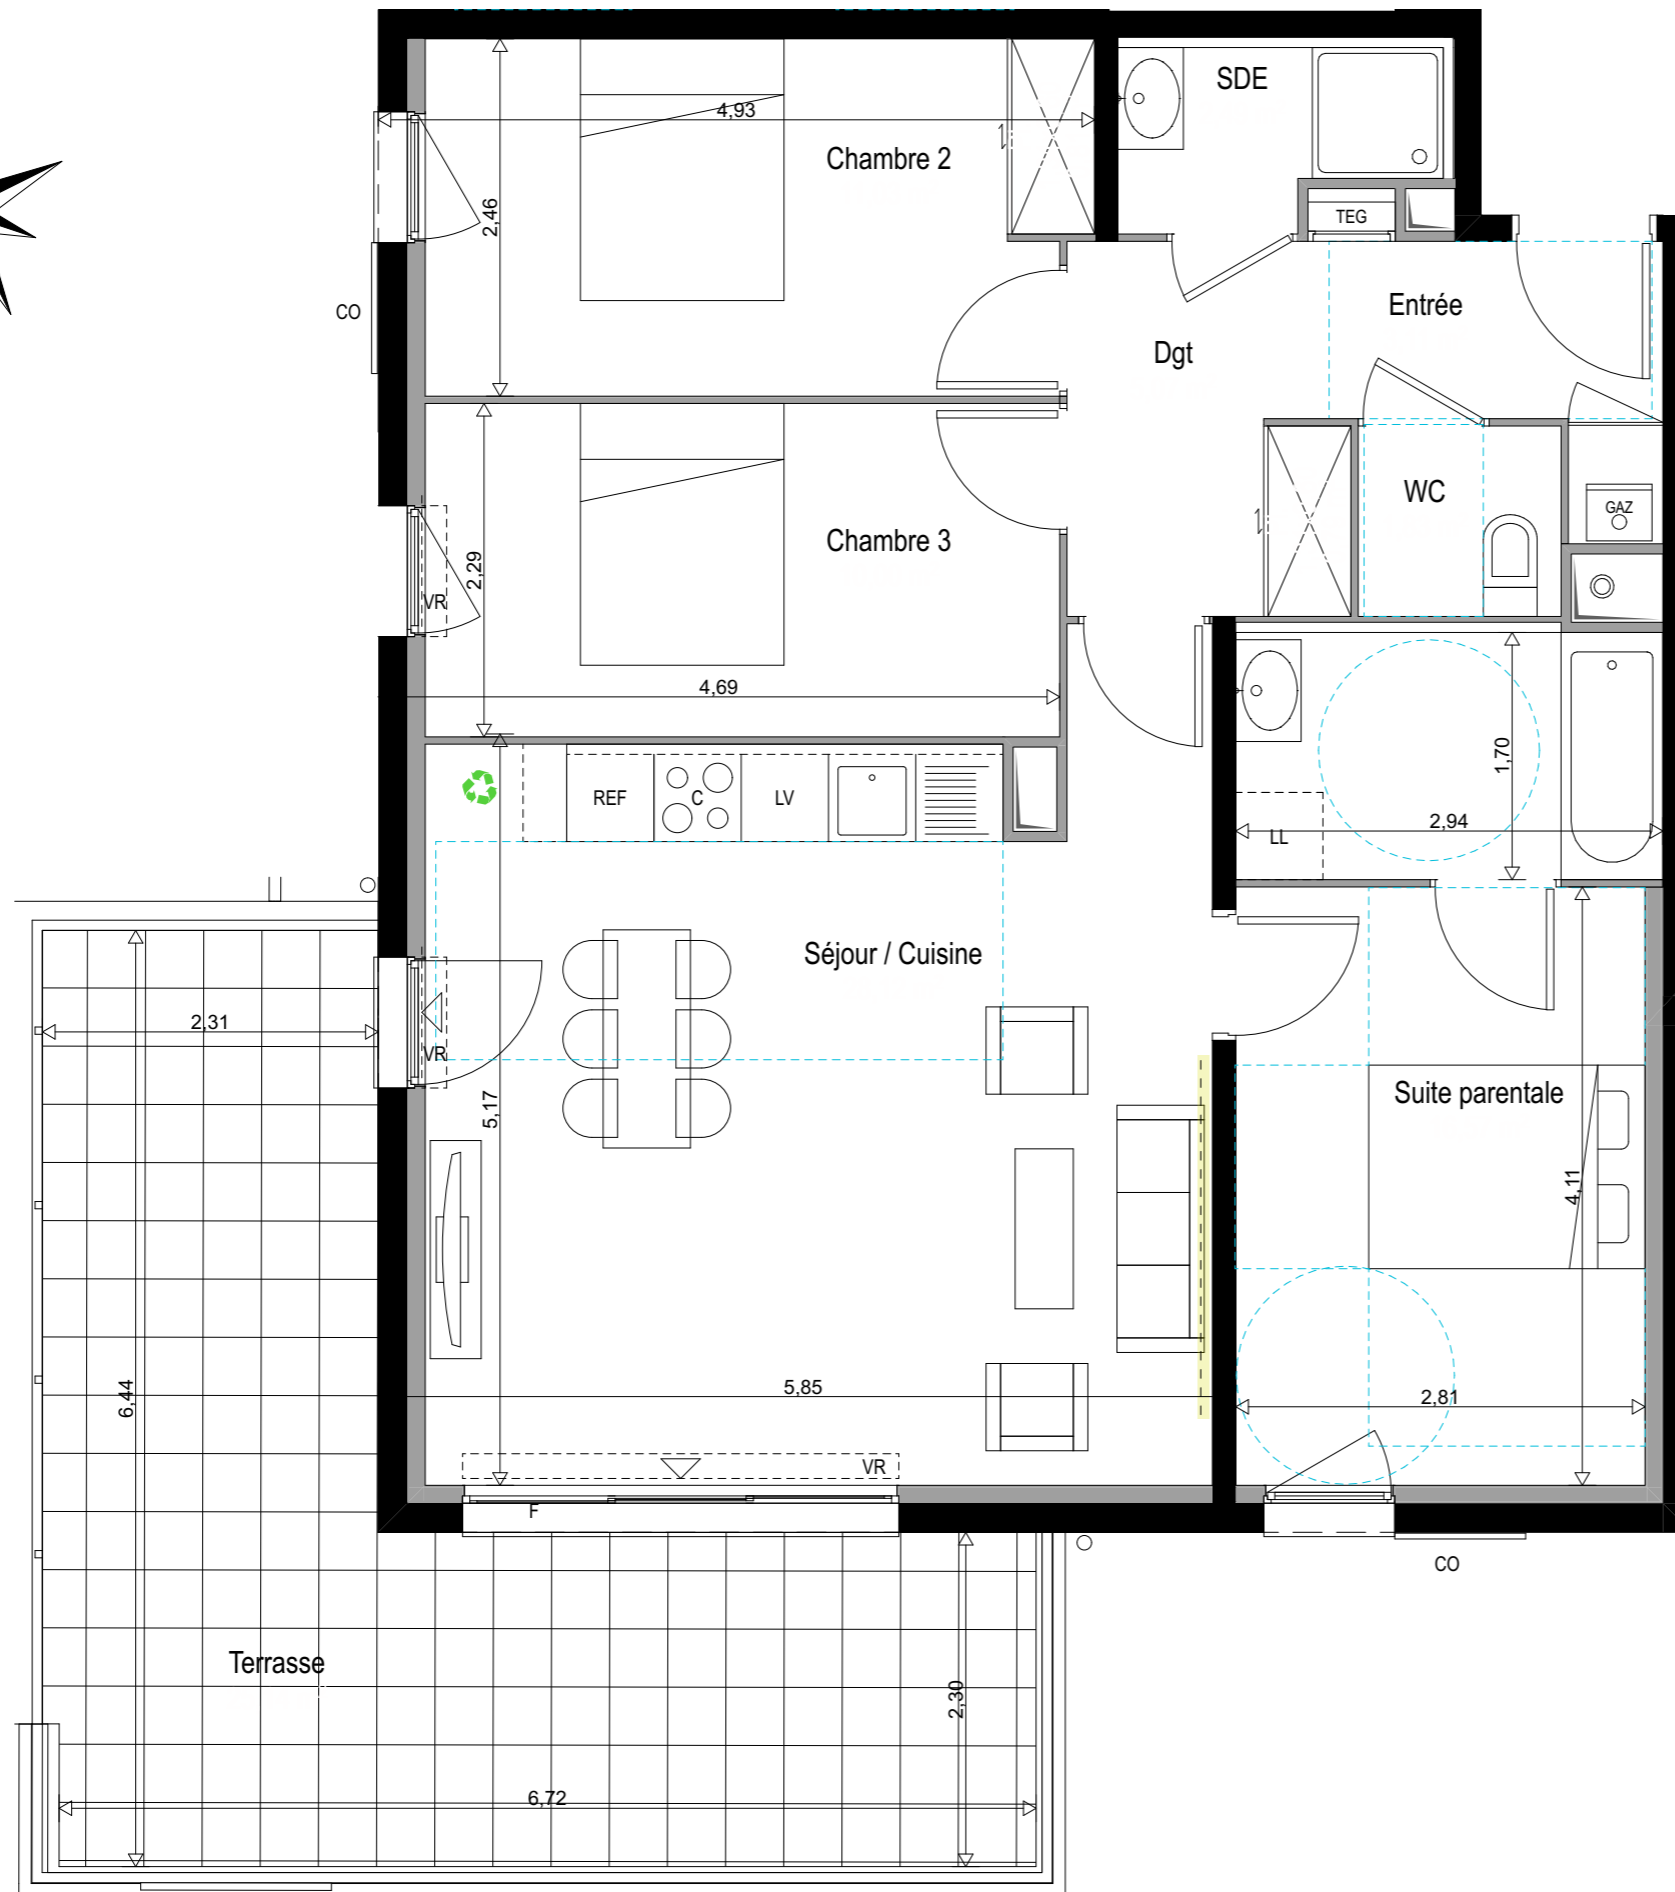 SDE
4,93
Chambre 2
2,46
TEG
CO
Entrée
Dgt
WC
GAZ
Chambre 3
2,29
VR
4,69
1,70
REF
C
LV
2,94
LL
Séjour / Cuisine
2,31
VR
5,17
Suite parentale
4,11
6,44
5,85
2,81
VR
F
CO
Terrasse
2,30
6,72